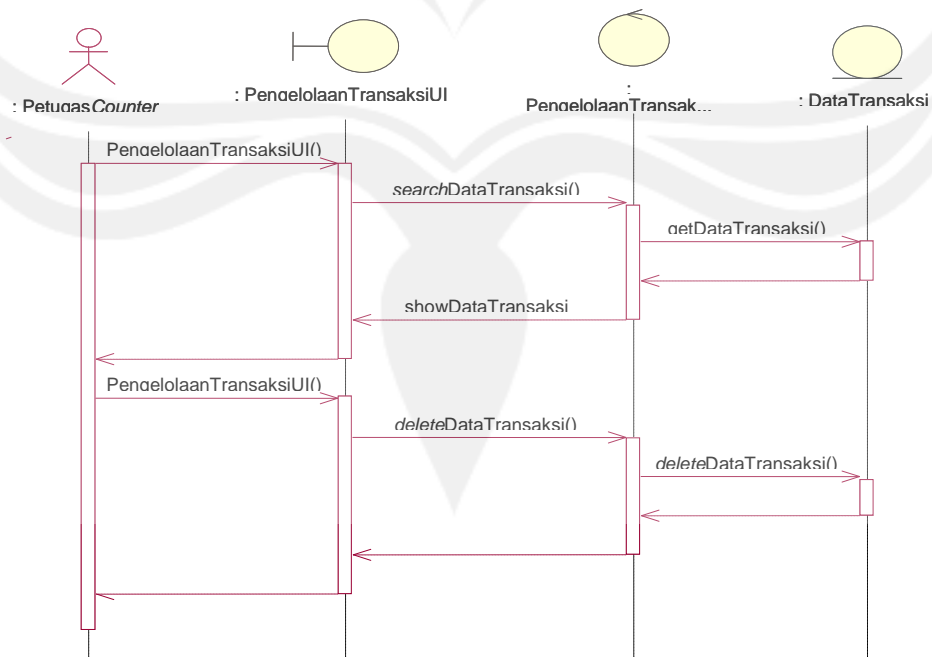 : PetugasCounter
: PengelolaanTransaksiUI
:
PengelolaanTransak...
: DataTransaksi
PengelolaanTransaksiUI()
searchDataTransaksi()
getDataTransaksi()
showDataTransaksi
PengelolaanTransaksiUI()
deleteDataTransaksi()
deleteDataTransaksi()